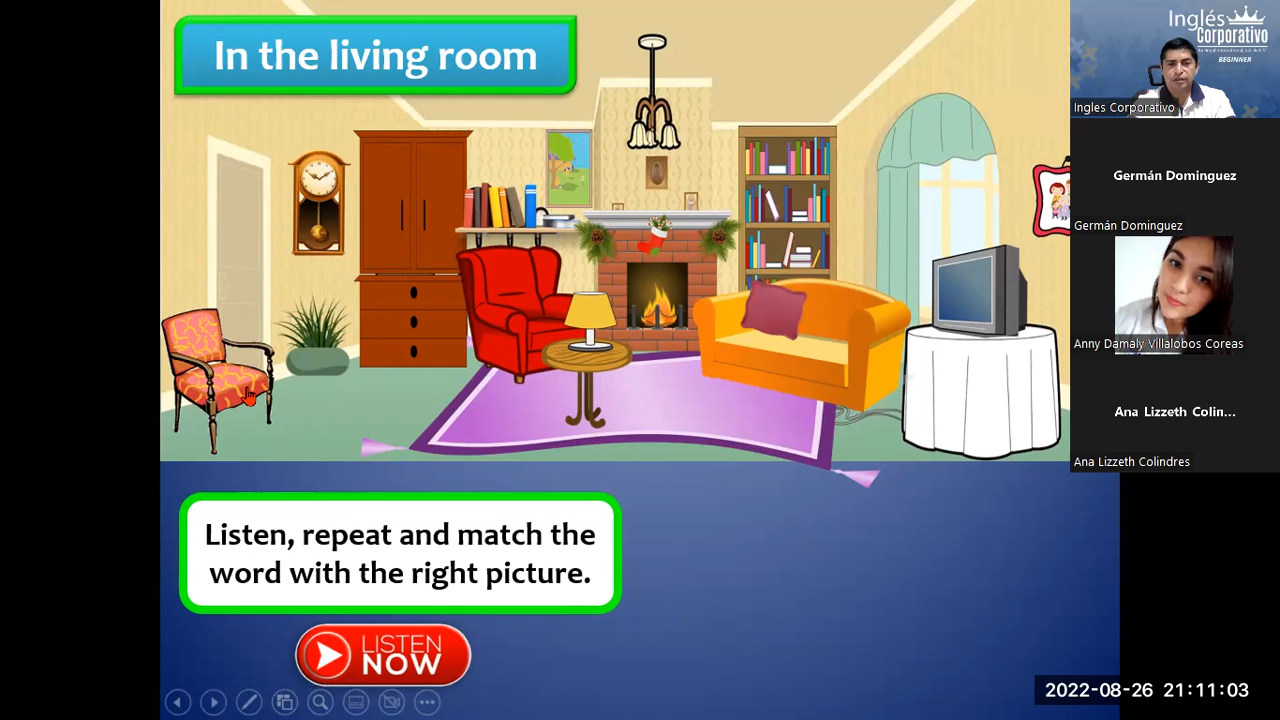 In the living room
Listen, repeat and match the
word with the right picture.
LISTEN
NOW
Inglés
Corporativo
BEGINNER
Ingles Corporativo
Germán Dominguez
Germán Dominguez
Anny Damaly Villalobos Coreas
Ana Lizzeth Colin...
Ana Lizzeth Colindres
2022-08-26 21:11:03